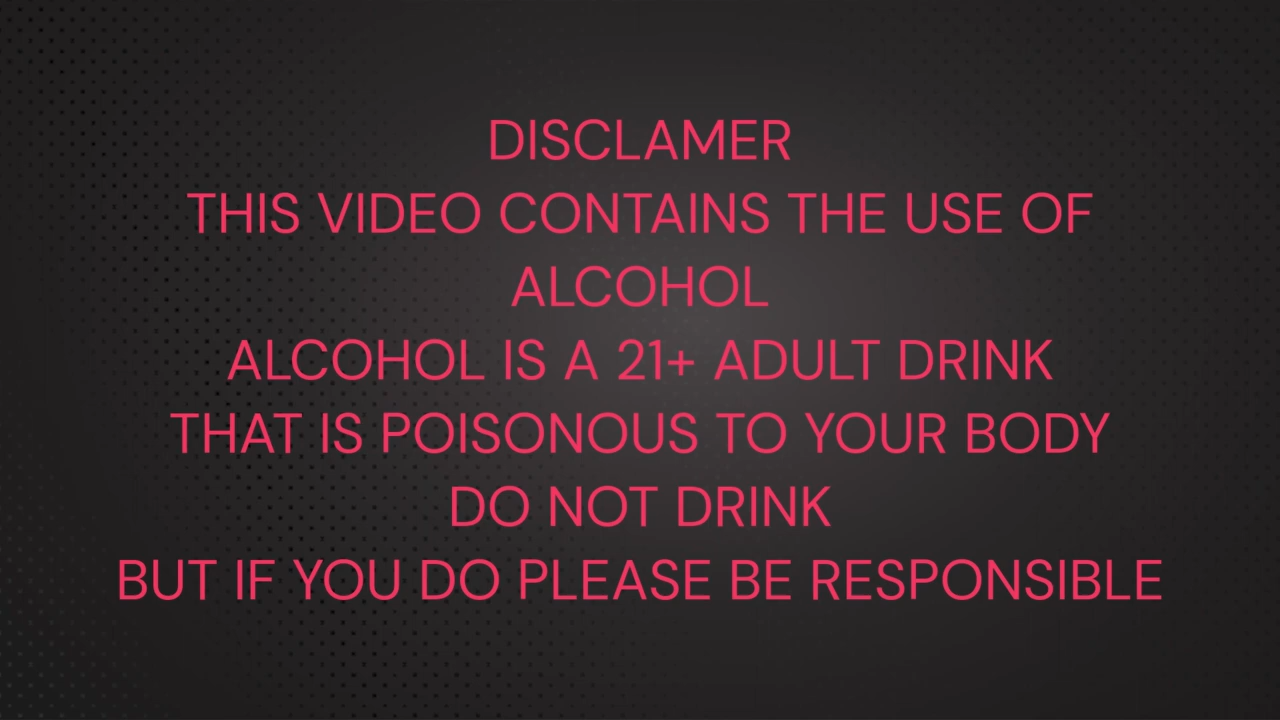 DISCLAMER
THIS VIDEO CONTAINS THE USE OF
ALCOHOL
ALCOHOL IS A 21+ ADULT DRINK
THAT IS POISONOUS TO YOUR BODY
DO NOT DRINK
BUT IF YOU DO PLEASE BE RESPONSIBLE